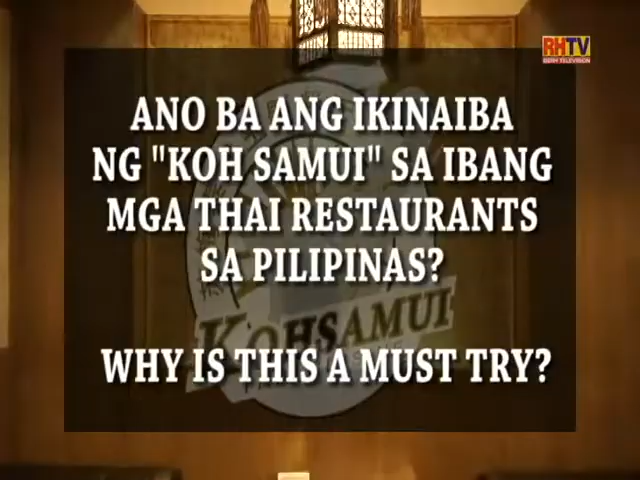 RHTV
ANO BA ANG IKINAIBA
NG "KOH SAMUI" SA IBANG
MGA THAI RESTAURANTS
SA PILIPINAS?
KOHSAMUI
WHY IS THIS A MUST TRY?